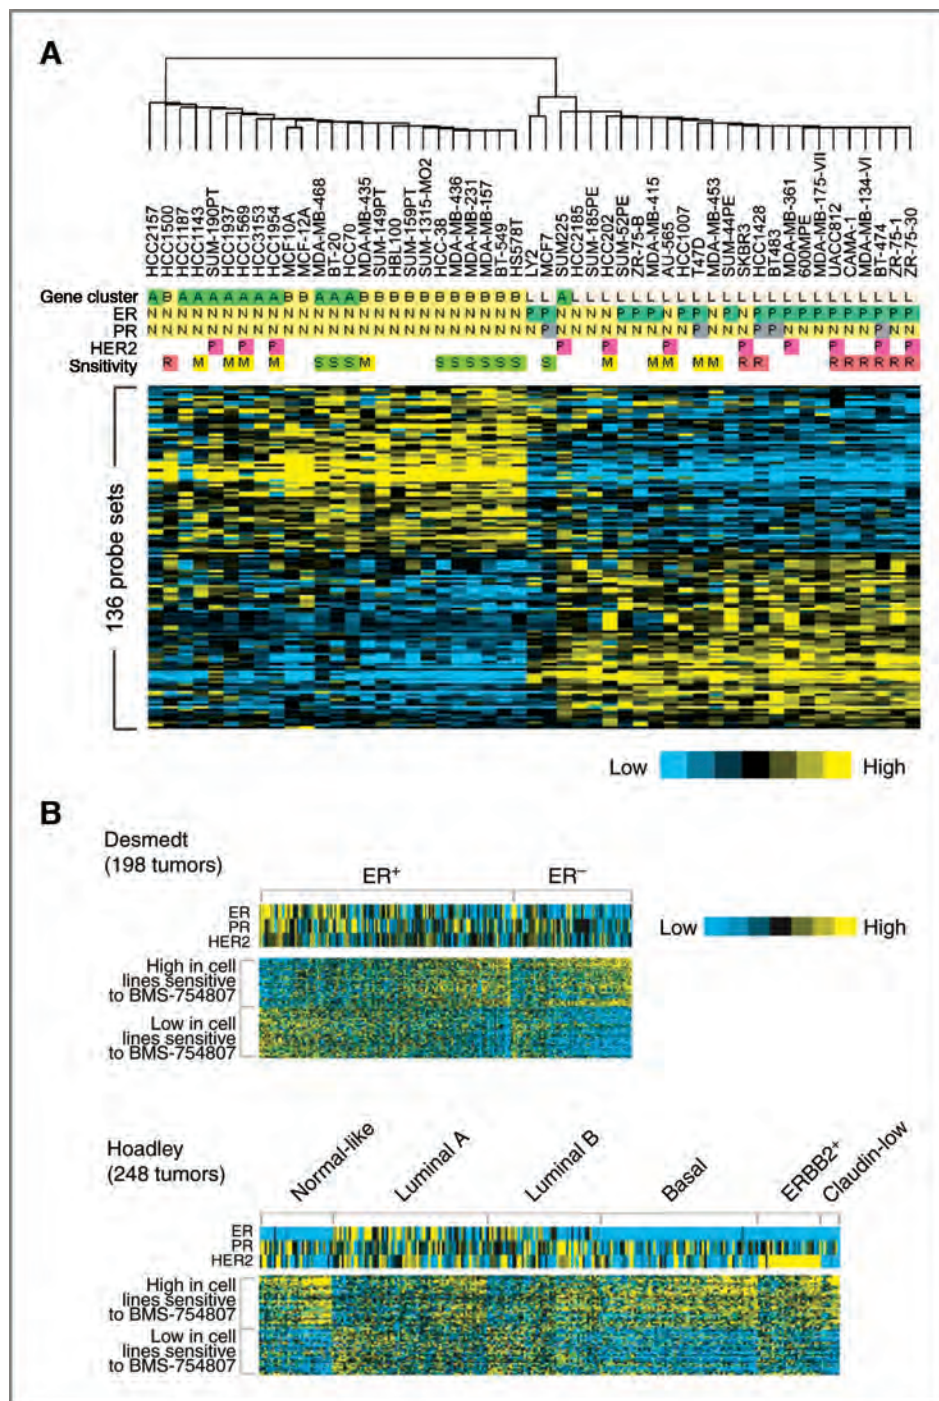 A
HCC2157
HCC1500
HCC1187
HCC1143
SUM-190PT
HCC1937
HCC1569
HCC3153
HCC1954
MCF10A
MCF-12A
MDA-MB-468
BT-20
HCC70
MDA-MB-435
SUM-149PT
HBL100
SUM-159PT
SUM-1315-MO2
HCC-38
MDA-MB-436
MDA-MB-231
MDA-MB-157
BT-549
HS578T
LY2
MCF7
SUM225
HCC2185
SUM-185PE
HCC202
SUM-52PE
ZR-75-B
MDA-MB-415
AU-565
HCC1007
T47D
MDA-MB-453
SUM-44PE
SKBR3
HCC1428
BT483
MDA-MB-361
600MPE
MDA-MB-175-VII
UACC812
CAMA-1
MDA-MB-134-VI
BT-474
ZR-75-1
ZR-75-30
Gene cluster A B A A A A A A A B B A A A B B B B B B B B B B B L L A L L L L L L L L L L L L L L L L L L L L L L L
ER N N N N N N N N N N N N N N N N N N N N N N N N N P P N N N N P P P N P P N P N P P P P P P P P P P P
PR N N N N N N N N N N N N N N N N N N N N N N N N N N P N N N N N N N N N P N N N P P N N N N N N P N N
HER2 P P P P P P P P P P P
Snsitivity R M M M M S S S M S S S S S S S M M M M M R R R R R R R R
136 probe sets
Low High
B
Desmedt
(198 tumors)
ER⁺ ER⁻
ER
PR
HER2
Low High
High in cell
lines sensitive
to BMS-754807
Low in cell
lines sensitive
to BMS-754807
Hoadley
(248 tumors)
Normal-like
Luminal A
Luminal B
Basal
ERBB2⁺
Claudin-low
ER
PR
HER2
High in cell
lines sensitive
to BMS-754807
Low in cell
lines sensitive
to BMS-754807